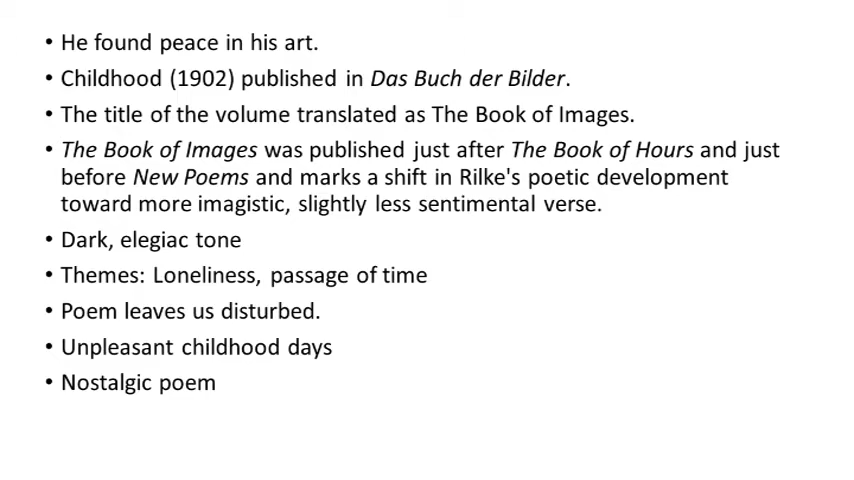 • He found peace in his art.
• Childhood (1902) published in Das Buch der Bilder.
• The title of the volume translated as The Book of Images.
• The Book of Images was published just after The Book of Hours and just
before New Poems and marks a shift in Rilke's poetic development
toward more imagistic, slightly less sentimental verse.
• Dark, elegiac tone
• Themes: Loneliness, passage of time
• Poem leaves us disturbed.
• Unpleasant childhood days
• Nostalgic poem